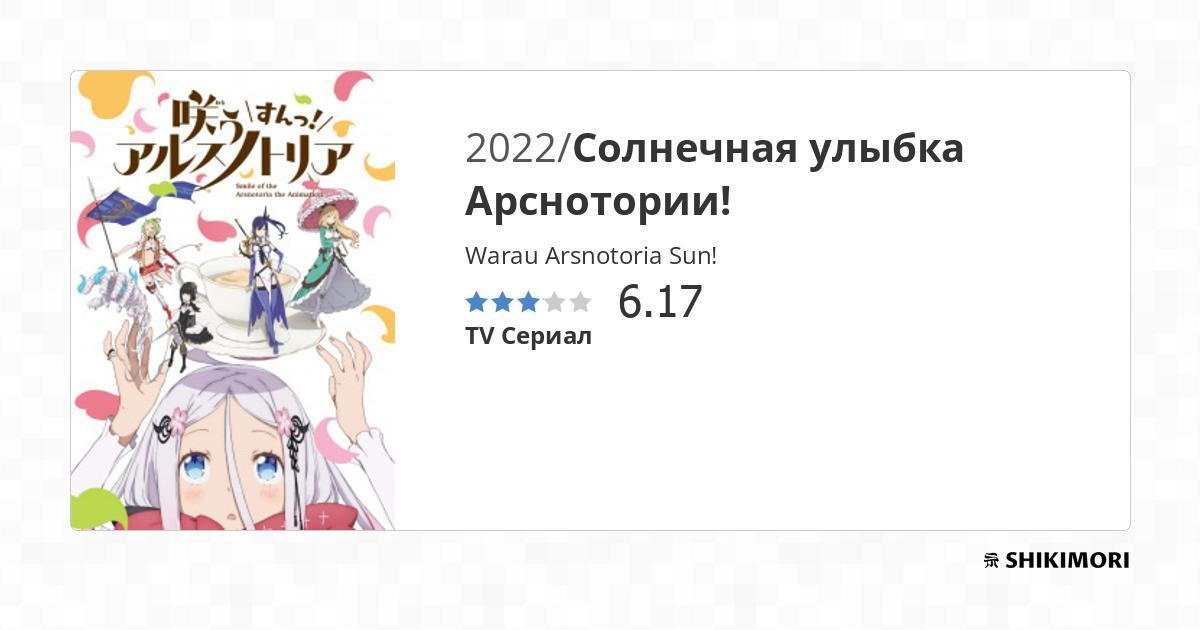 咲う\すんっ!/
アルスノトリア
Smile of the
Arsnotoria the Animation
2022/Солнечная улыбка
Арснотории!
Warau Arsnotoria Sun!
6.17
TV Сериал
SHIKIMORI